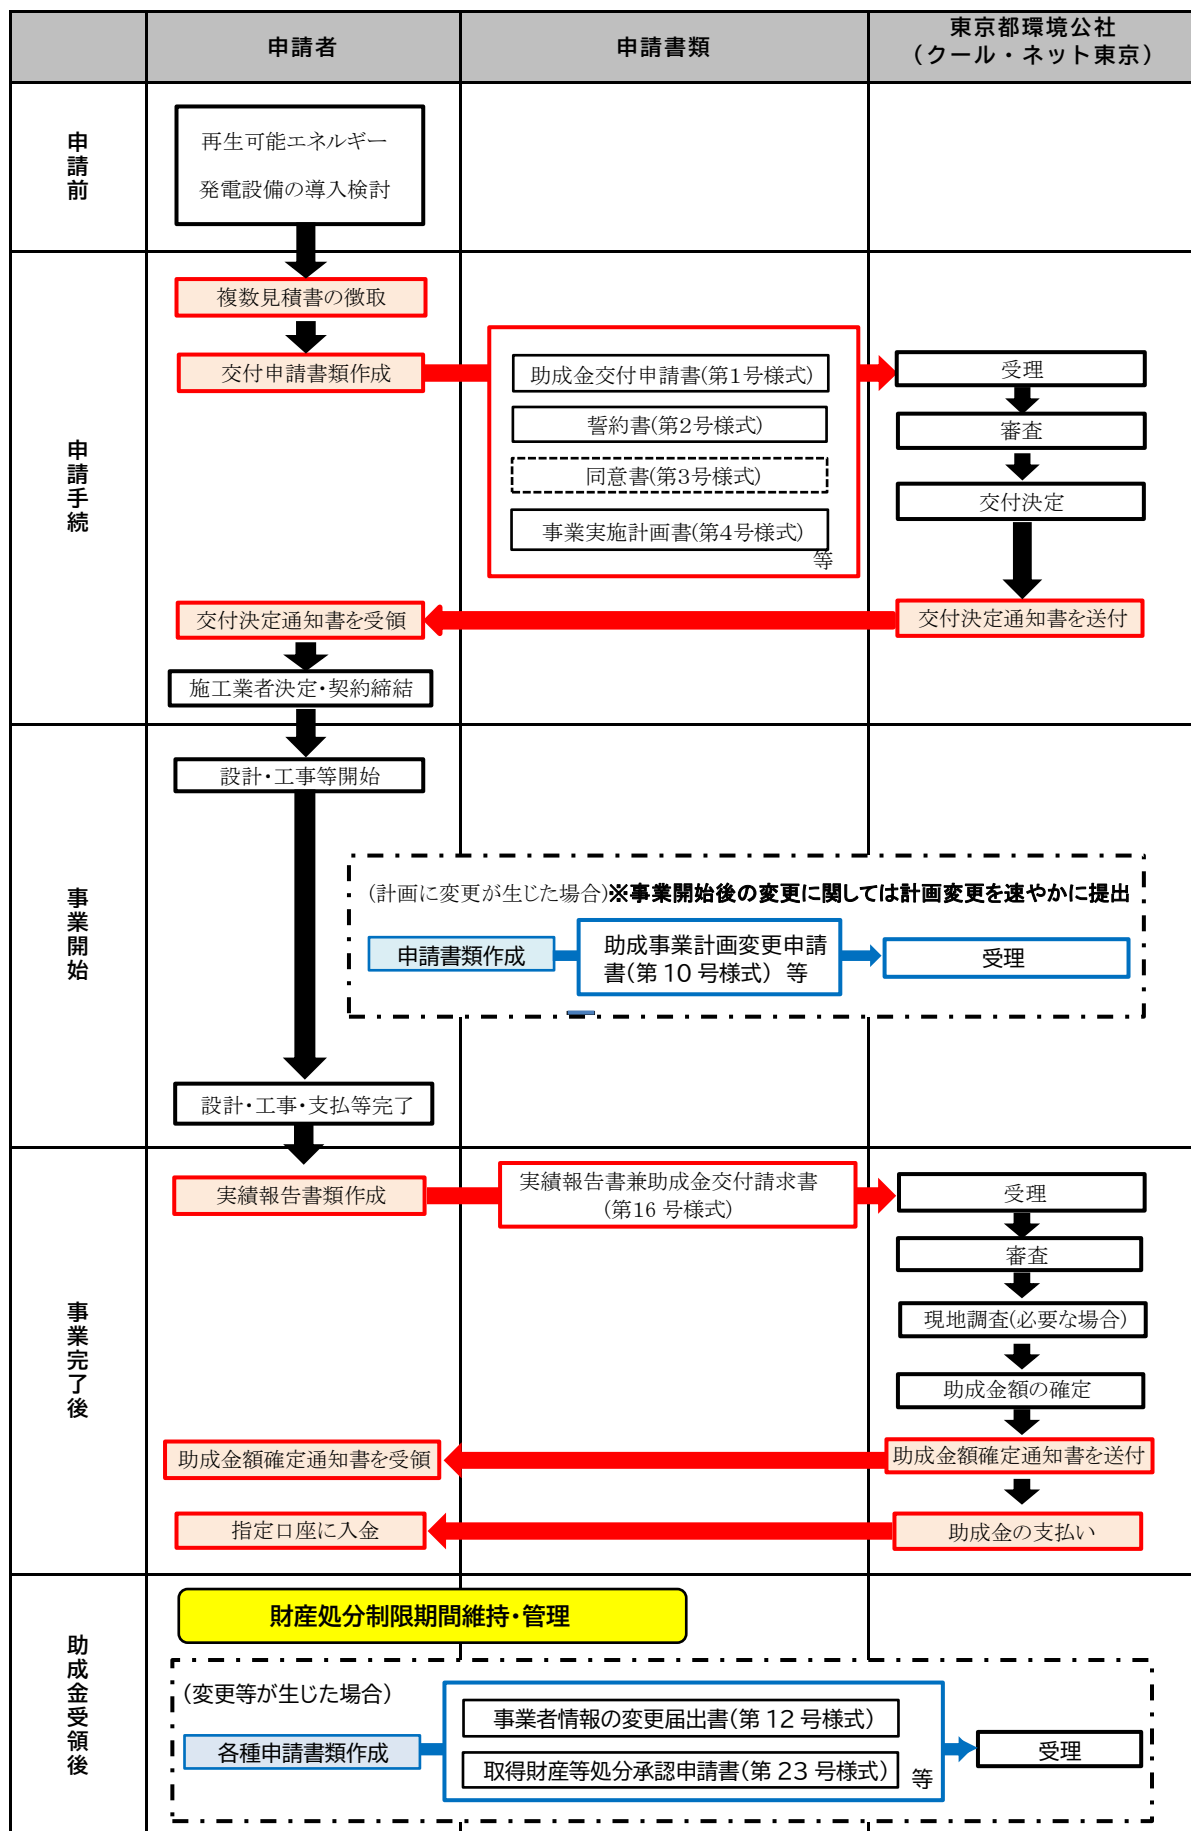 申請者
申請書類
東京都環境公社
（クール・ネット東京）
申請前
再生可能エネルギー
発電設備の導入検討
申請手続
複数見積書の徴取
交付申請書類作成
助成金交付申請書(第1号様式)
誓約書(第2号様式)
同意書(第3号様式)
事業実施計画書(第4号様式)
等
受理
審査
交付決定
交付決定通知書を送付
交付決定通知書を受領
施工業者決定・契約締結
事業開始
設計・工事等開始
(計画に変更が生じた場合)※事業開始後の変更に関しては計画変更を速やかに提出
申請書類作成
助成事業計画変更申請
書(第 10 号様式) 等
受理
設計・工事・支払等完了
事業完了後
実績報告書類作成
実績報告書兼助成金交付請求書
(第16 号様式)
受理
審査
現地調査(必要な場合)
助成金額の確定
助成金額確定通知書を送付
助成金額確定通知書を受領
助成金の支払い
指定口座に入金
助成金受領後
財産処分制限期間維持・管理
(変更等が生じた場合)
各種申請書類作成
事業者情報の変更届出書(第 12 号様式)
取得財産等処分承認申請書(第 23 号様式)
等
受理